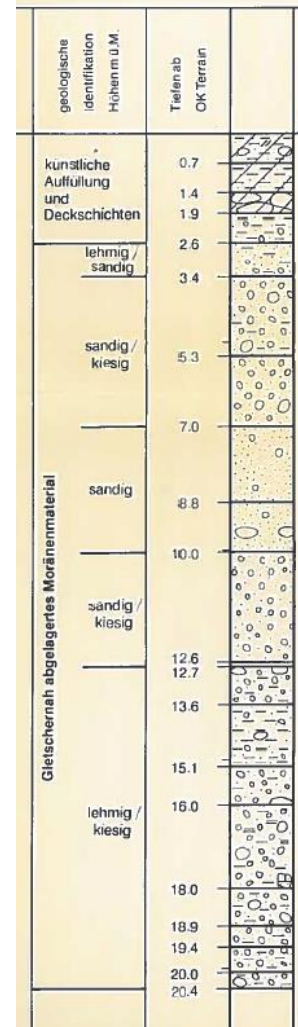 geologische
Identifikation
Höhen m ü.M.
Tiefen ab
OK Terrain
künstliche
Auffüllung
und
Deckschichten
0.7
1.4
1.9
2.6
lehmig /
sandig
3.4
sandig /
kiesig
5.3
7.0
sandig
8.8
10.0
sandig /
kiesig
12.6
12.7
13.6
15.1
lehmig /
kiesig
16.0
18.0
18.9
19.4
20.0
20.4
Gletschernah abgelagertes Moränenmaterial